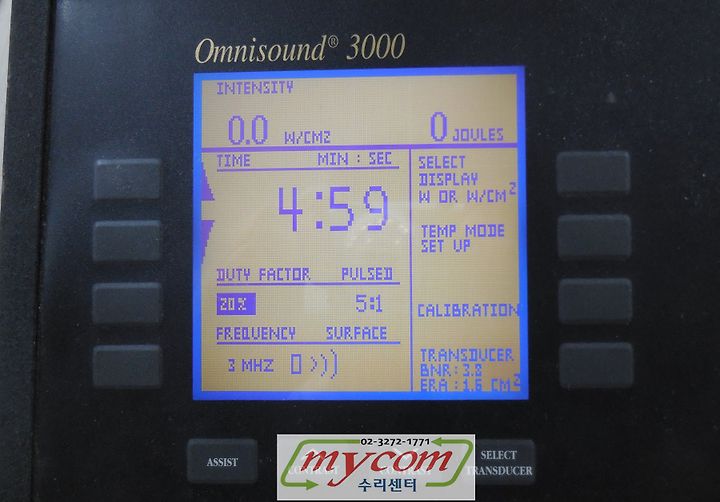 Omnisound® 3000
INTENSITY
0.0 W/CM2 0 JOULES
TIME MIN : SEC
4:59
DUTY FACTOR PULSED
20% 5:1
FREQUENCY SURFACE
3 MHZ
SELECT
DISPLAY
W OR W/CM²
TEMP MODE
SET UP
CALIBRATION
TRANSDUCER
BNR: 3.8
ERA: 1.6 CM²
ASSIST
SELECT
TRANSDUCER
02-3272-1771
mycom
수리센터